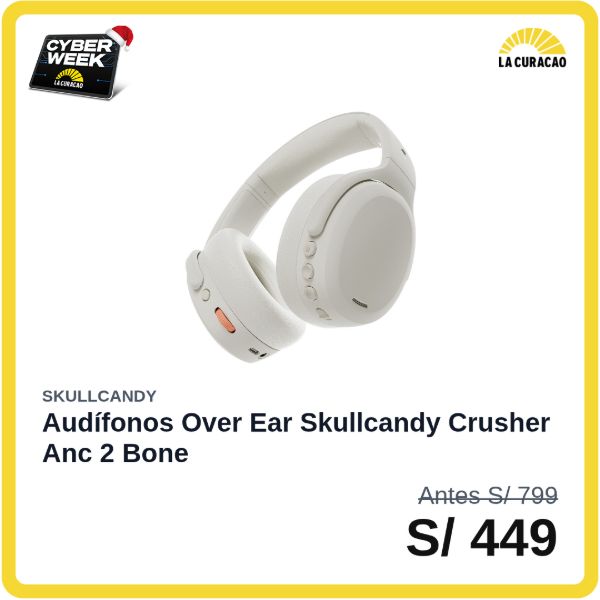 CYBER
WEEK
LA CURACAO
LA CURACAO
SKULLCANDY
Audífonos Over Ear Skullcandy Crusher
Anc 2 Bone
Antes S/ 799
S/ 449